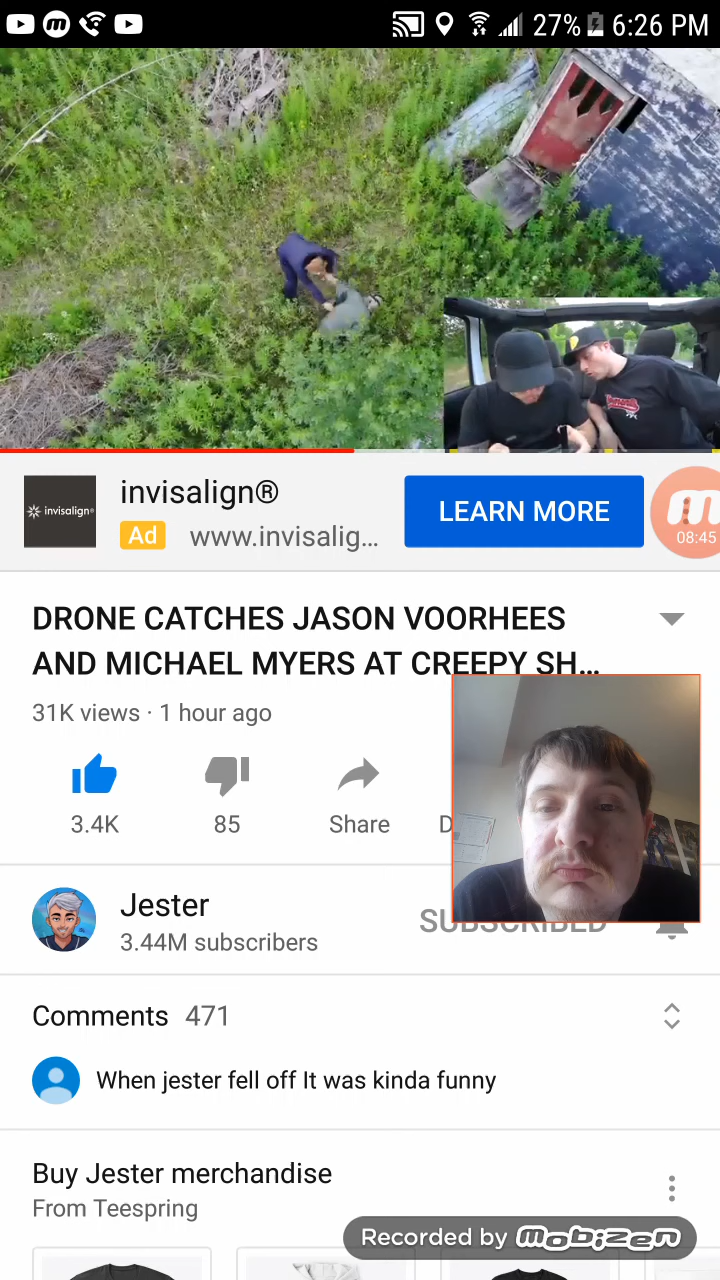 27% 6:26 PM
invisalign
invisalign®
Ad www.invisalig...
LEARN MORE
08:45
DRONE CATCHES JASON VOORHEES
AND MICHAEL MYERS AT CREEPY SH...
31K views · 1 hour ago
3.4K
85
Share
D
Jester
3.44M subscribers
SUBSCRIBED
Comments 471
When jester fell off It was kinda funny
Buy Jester merchandise
From Teespring
Recorded by mobizen